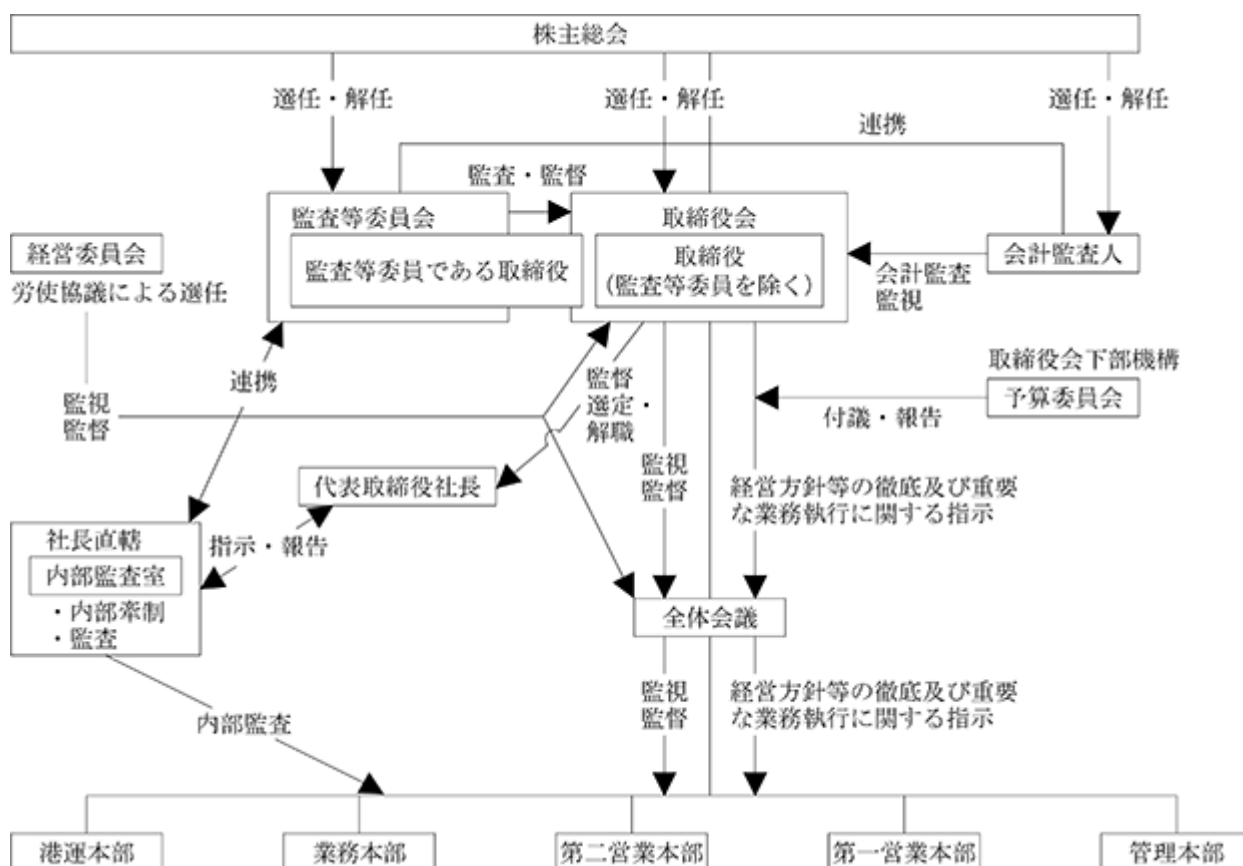 株主総会
選任・解任
選任・解任
選任・解任
連携
監査・監督
監査等委員会
監査等委員である取締役
取締役会
取締役
(監査等委員を除く)
会計監査人
会計監査
監視
経営委員会
労使協議による選任
監視
監督
連携
監督
選定・
解職
取締役会下部機構
予算委員会
付議・報告
代表取締役社長
監視
監督
経営方針等の徹底及び重要
な業務執行に関する指示
社長直轄
内部監査室
・内部牽制
・監査
指示・報告
全体会議
監視
監督
経営方針等の徹底及び重要
な業務執行に関する指示
内部監査
港運本部
業務本部
第二営業本部
第一営業本部
管理本部